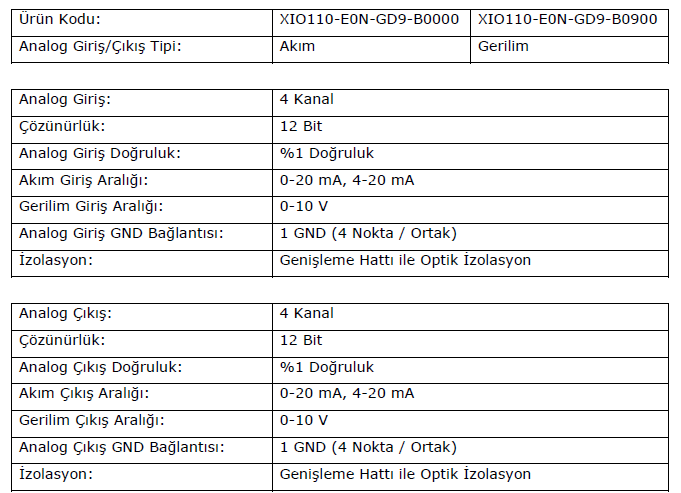 Ürün Kodu: XIO110-E0N-GD9-B0000 XIO110-E0N-GD9-B0900
Analog Giriş/Çıkış Tipi: Akım Gerilim
Analog Giriş: 4 Kanal
Çözünürlük: 12 Bit
Analog Giriş Doğruluk: %1 Doğruluk
Akım Giriş Aralığı: 0-20 mA, 4-20 mA
Gerilim Giriş Aralığı: 0-10 V
Analog Giriş GND Bağlantısı: 1 GND (4 Nokta / Ortak)
İzolasyon: Genişleme Hattı ile Optik İzolasyon
Analog Çıkış: 4 Kanal
Çözünürlük: 12 Bit
Analog Çıkış Doğruluk: %1 Doğruluk
Akım Çıkış Aralığı: 0-20 mA, 4-20 mA
Gerilim Çıkış Aralığı: 0-10 V
Analog Çıkış GND Bağlantısı: 1 GND (4 Nokta / Ortak)
İzolasyon: Genişleme Hattı ile Optik İzolasyon